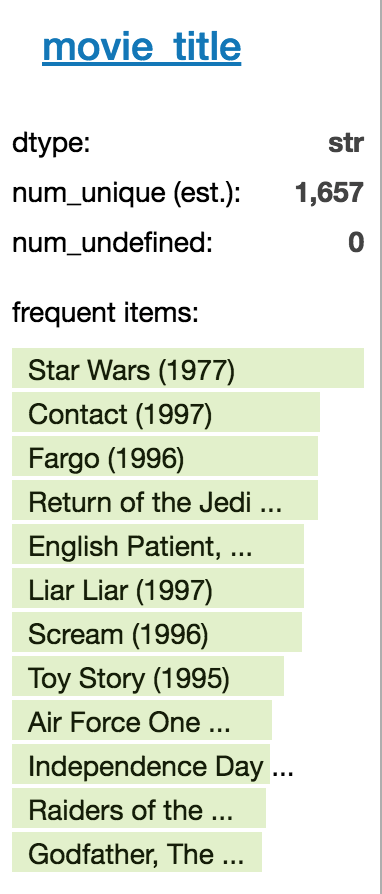 movie_title
dtype: str
num_unique (est.): 1,657
num_undefined: 0
frequent items:
Star Wars (1977)
Contact (1997)
Fargo (1996)
Return of the Jedi ...
English Patient, ...
Liar Liar (1997)
Scream (1996)
Toy Story (1995)
Air Force One ...
Independence Day ...
Raiders of the ...
Godfather, The ...